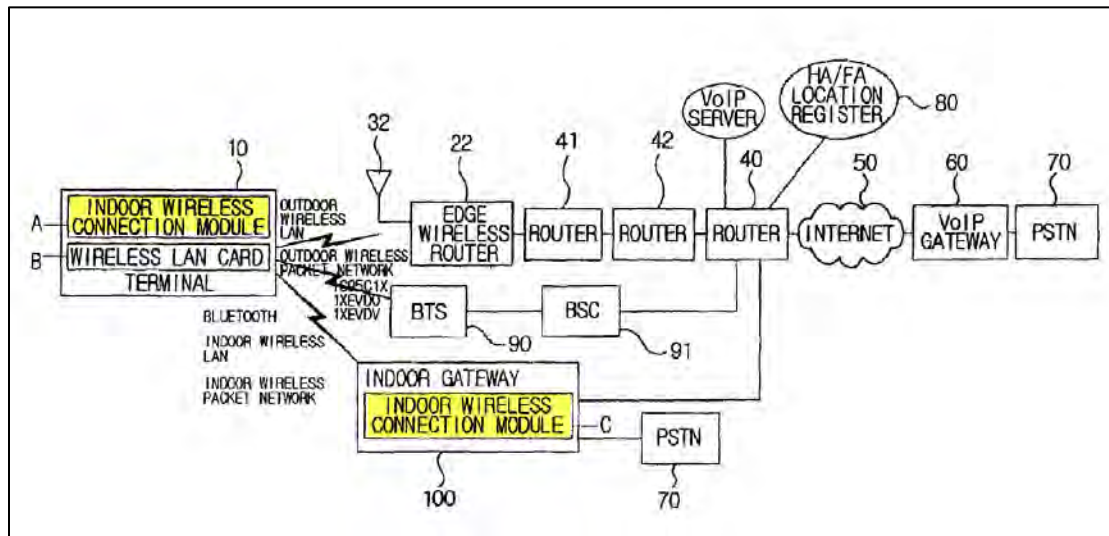 10
A
INDOOR WIRELESS
CONNECTION MODULE
B
WIRELESS LAN CARD
TERMINAL
OUTDOOR
WIRELESS
LAN
OUTDOOR WIRELESS
PACKET NETWORK
IS95C1X
1XEVDO
1XEVDV
BLUETOOTH
INDOOR WIRELESS
LAN
INDOOR WIRELESS
PACKET NETWORK
32
22
EDGE
WIRELESS
ROUTER
41
ROUTER
42
ROUTER
VoIP
SERVER
HA/FA
LOCATION
REGISTER
80
40
ROUTER
50
INTERNET
60
VoIP
GATEWAY
70
PSTN
BTS
90
BSC
91
INDOOR GATEWAY
INDOOR WIRELESS
CONNECTION MODULE
C
100
PSTN
70